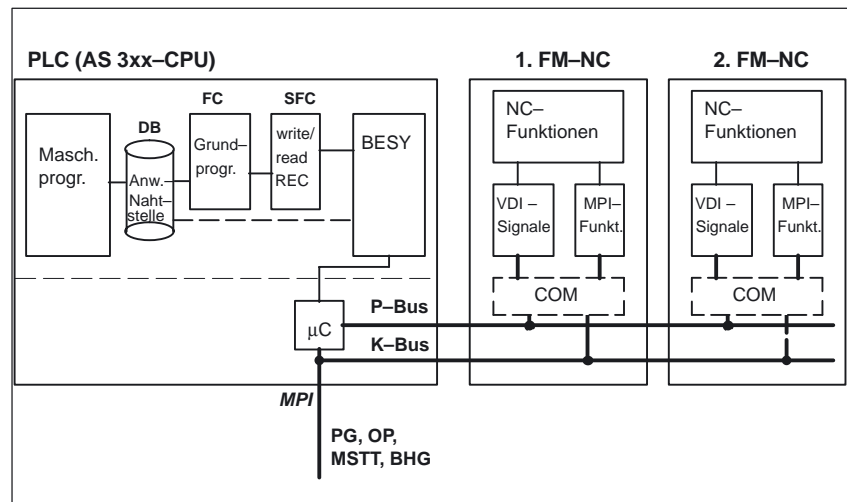 PLC (AS 3xx–CPU)
1. FM–NC
2. FM–NC
DB
FC
SFC
Masch.
progr.
Anw.–
Naht–
stelle
Grund–
progr.
write/
read
REC
BESY
NC–
Funktionen
VDI –
Signale
MPI–
Funkt.
COM
NC–
Funktionen
VDI –
Signale
MPI–
Funkt.
COM
µC
P–Bus
K–Bus
MPI
PG, OP,
MSTT, BHG